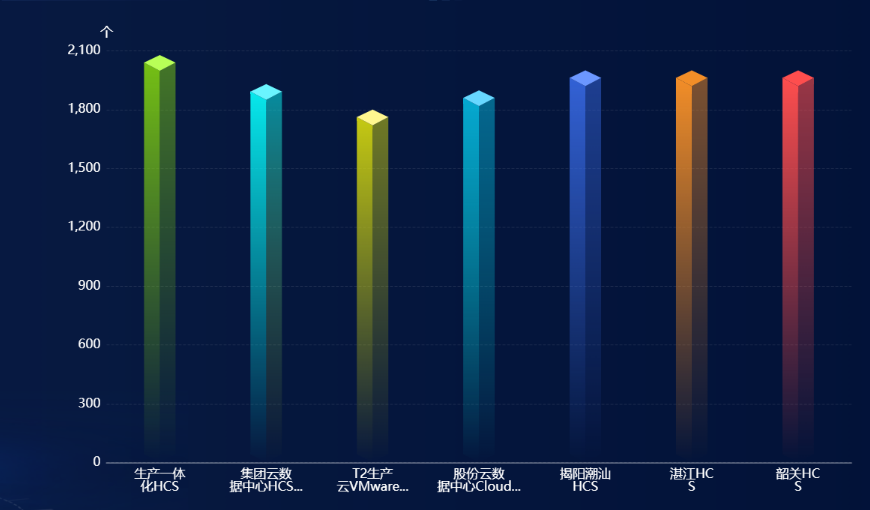 个
2,100
1,800
1,500
1,200
900
600
300
0
生产一体
化HCS
集团云数
据中心HCS...
T2生产
云VMware...
股份云数
据中心Cloud...
揭阳潮汕
HCS
湛江HC
S
韶关HC
S